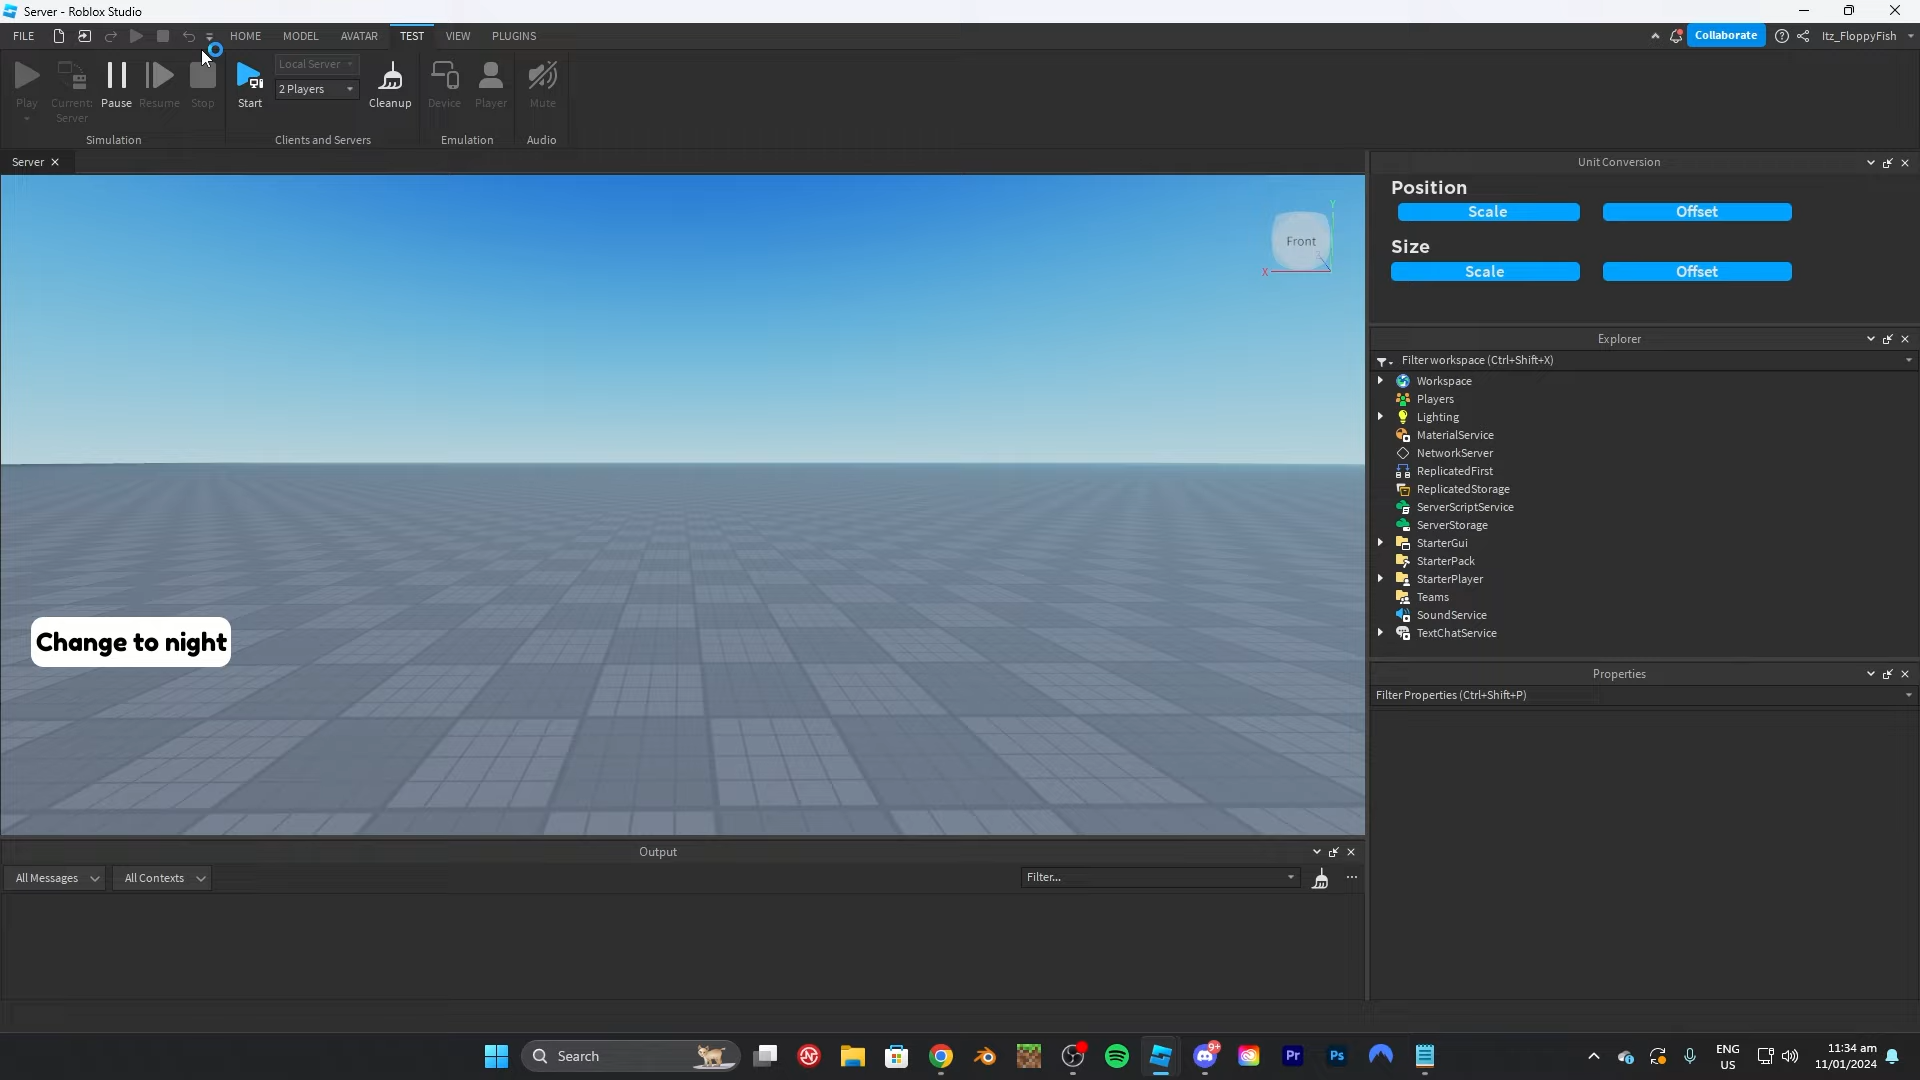 Server - Roblox Studio
FILE HOME MODEL AVATAR TEST VIEW PLUGINS Collaborate Itz_FloppyFish
Play Current: Server Pause Resume Stop Start Local Server 2 Players Cleanup Device Player Mute
Simulation Clients and Servers Emulation Audio
Server
Unit Conversion
Position
Scale Offset
Size
Scale Offset
Y
Front
X
Explorer
Filter workspace (Ctrl+Shift+X)
Workspace
Players
Lighting
MaterialService
NetworkServer
ReplicatedFirst
ReplicatedStorage
ServerScriptService
ServerStorage
StarterGui
StarterPack
StarterPlayer
Teams
SoundService
TextChatService
Change to night
Properties
Filter Properties (Ctrl+Shift+P)
Output
All Messages All Contexts Filter...
Search
9+
Pr
Ps
ENG
US
11:34 am
11/01/2024